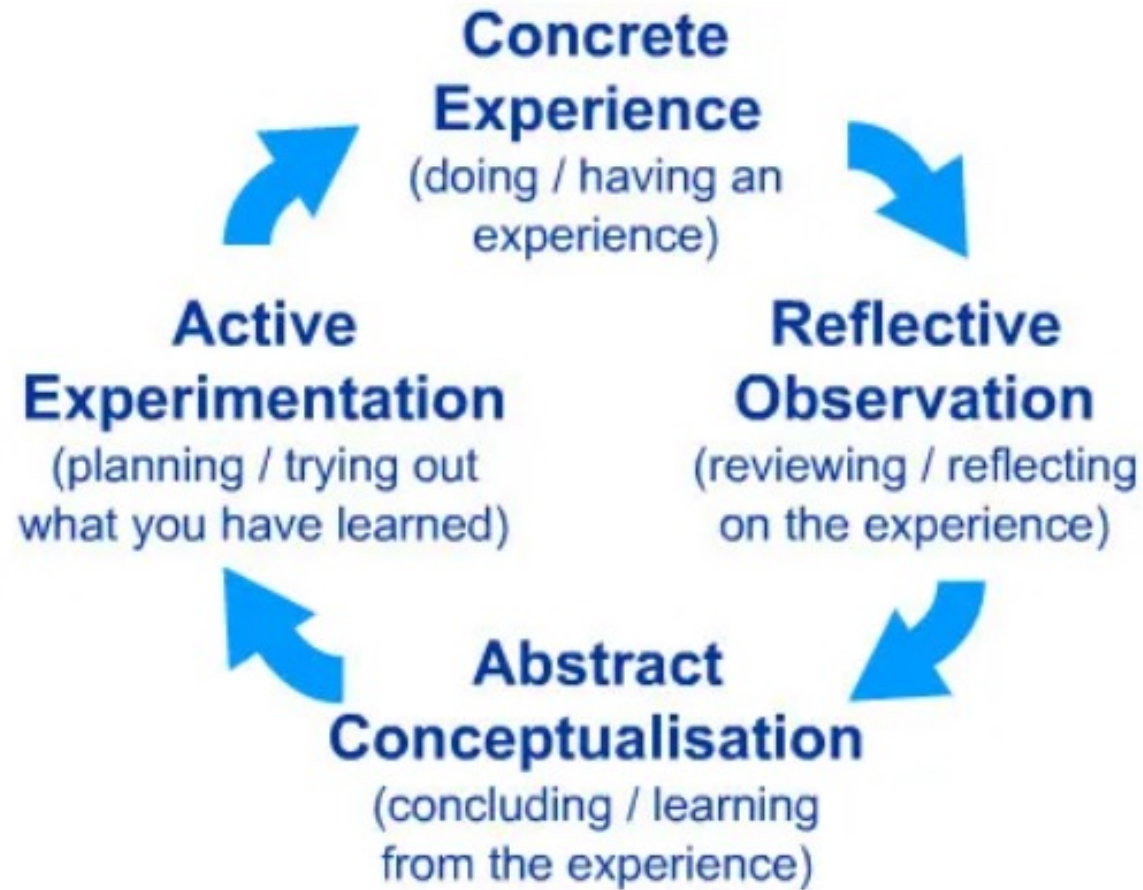 Concrete
Experience
(doing / having an
experience)
Reflective
Observation
(reviewing / reflecting
on the experience)
Abstract
Conceptualisation
(concluding / learning
from the experience)
Active
Experimentation
(planning / trying out
what you have learned)